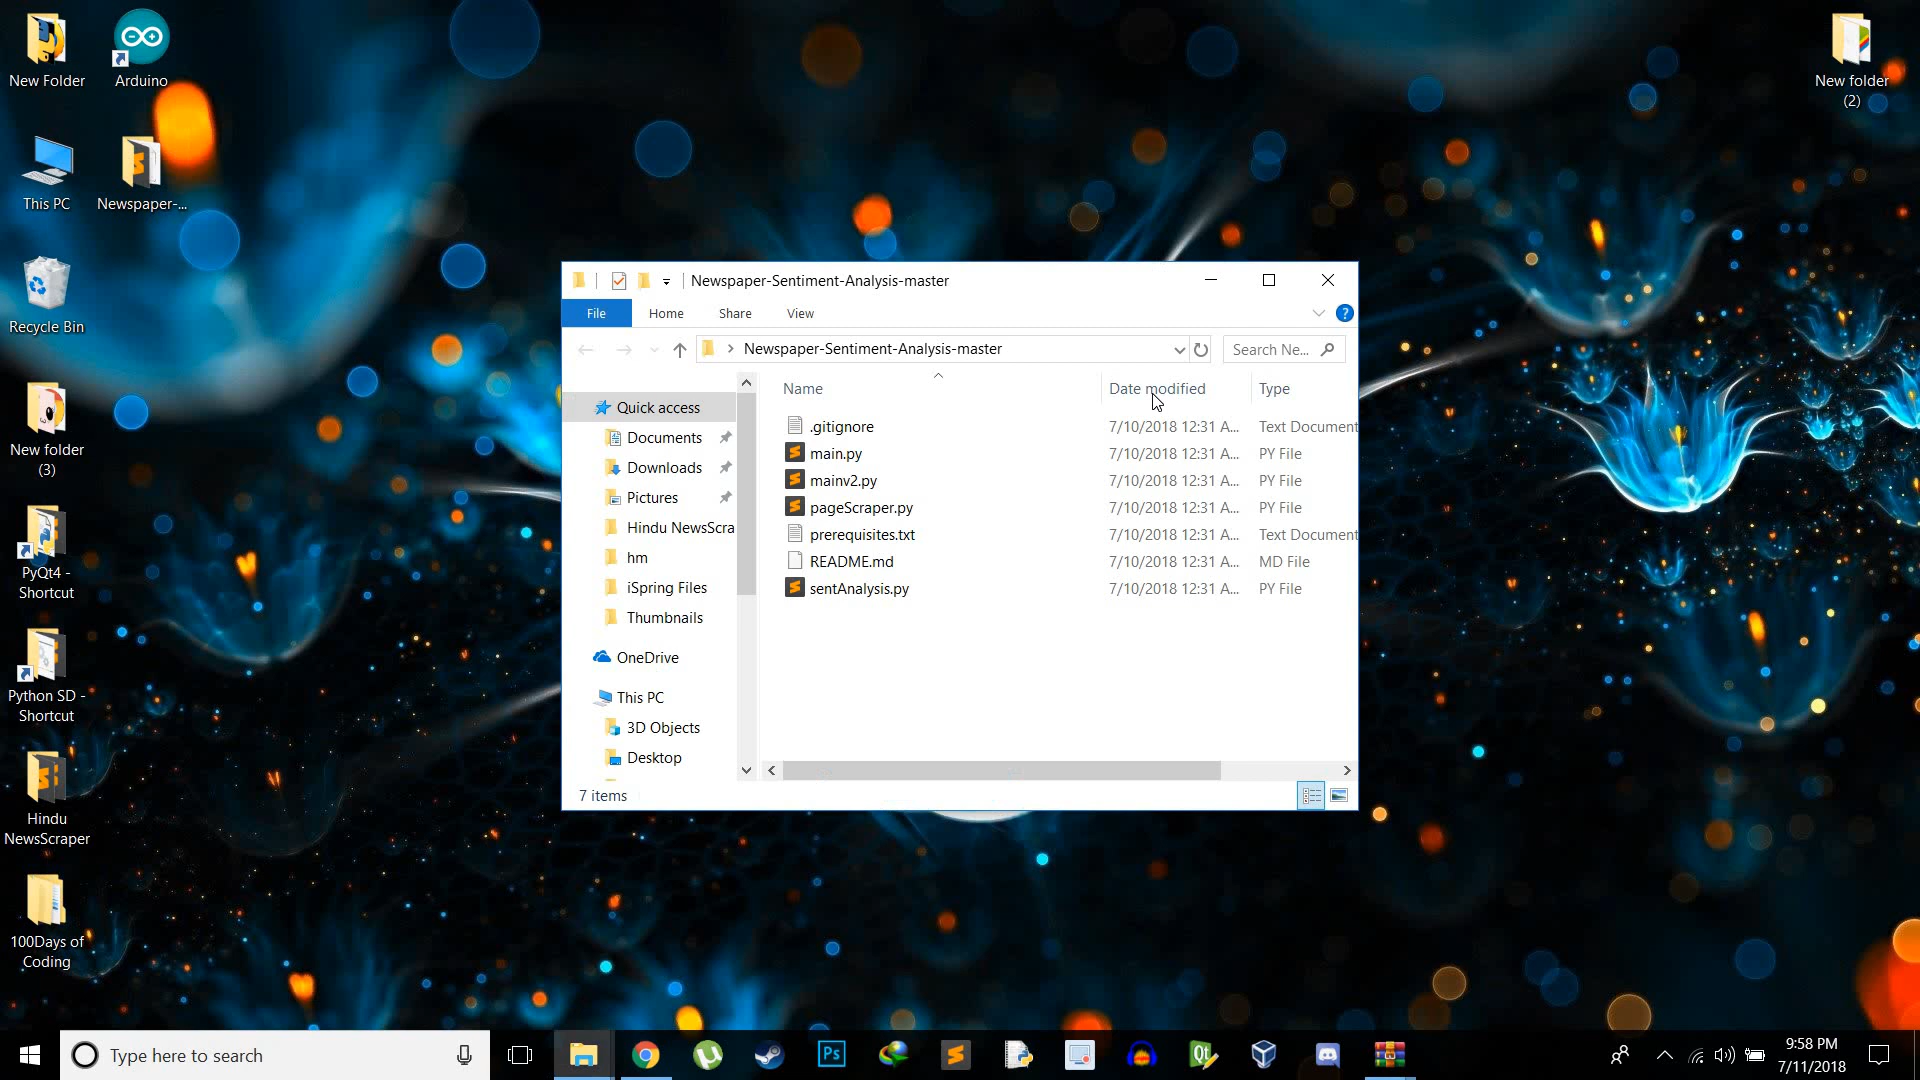 New Folder
Arduino
New folder
(2)
This PC
Newspaper-...
Recycle Bin
New folder
(3)
PyQt4 -
Shortcut
Python SD -
Shortcut
Hindu
NewsScraper
100Days of
Coding
Newspaper-Sentiment-Analysis-master
File
Home
Share
View
?
Newspaper-Sentiment-Analysis-master
Search Ne...
Name
Date modified
Type
Quick access
Documents
Downloads
Pictures
Hindu NewsScra
hm
iSpring Files
Thumbnails
OneDrive
This PC
3D Objects
Desktop
.gitignore 7/10/2018 12:31 A... Text Document
main.py 7/10/2018 12:31 A... PY File
mainv2.py 7/10/2018 12:31 A... PY File
pageScraper.py 7/10/2018 12:31 A... PY File
prerequisites.txt 7/10/2018 12:31 A... Text Document
README.md 7/10/2018 12:31 A... MD File
sentAnalysis.py 7/10/2018 12:31 A... PY File
7 items
Type here to search
Ps
Qt
9:58 PM
7/11/2018